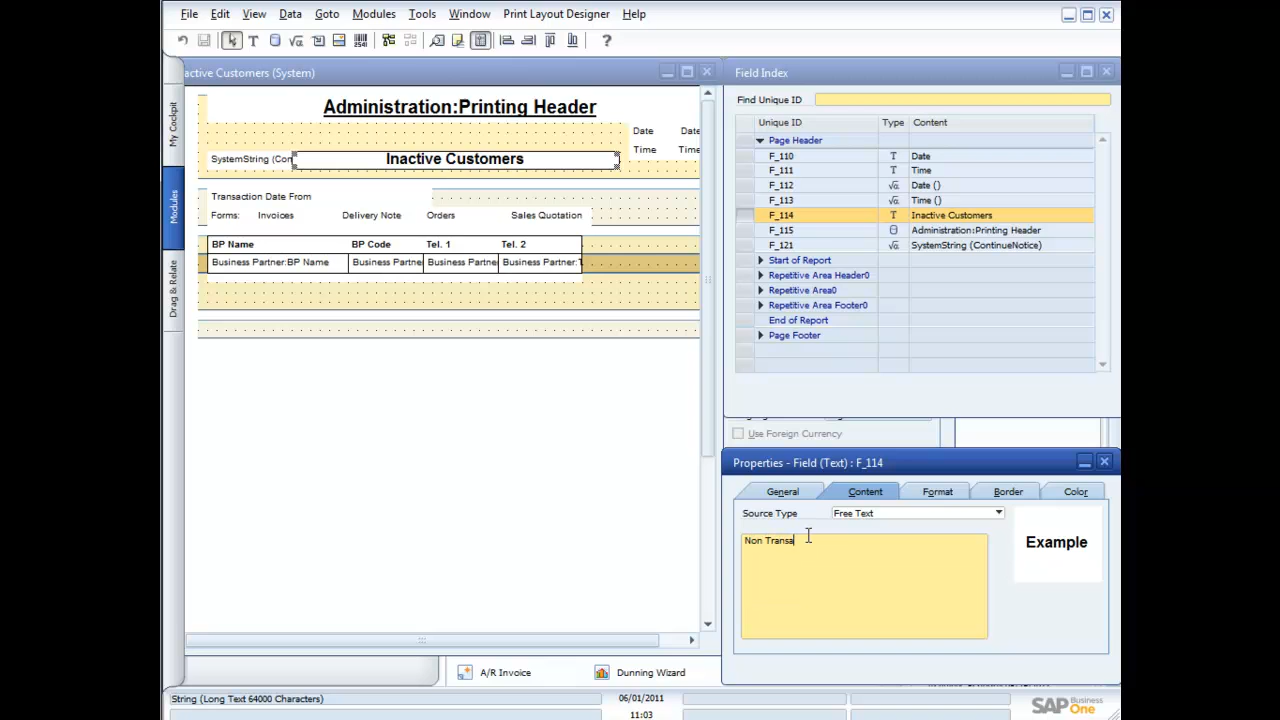 File Edit View Data Goto Modules Tools Window Print Layout Designer Help
My Cockpit
Modules
Drag & Relate
active Customers (System)
Administration:Printing Header
Date Date
Time Time
SystemString (Con
Inactive Customers
Transaction Date From
Forms: Invoices Delivery Note Orders Sales Quotation
BP Name BP Code Tel. 1 Tel. 2
Business Partner:BP Name Business Partne Business Partne Business Partner:
Field Index
Find Unique ID
Unique ID Type Content
Page Header
F_110 T Date
F_111 T Time
F_112 √α Date ()
F_113 √α Time ()
F_114 T Inactive Customers
F_115 Administration:Printing Header
F_121 √α SystemString (ContinueNotice)
Start of Report
Repetitive Area Header0
Repetitive Area0
Repetitive Area Footer0
End of Report
Page Footer
Use Foreign Currency
Properties - Field (Text) : F_114
General Content Format Border Color
Source Type Free Text
Non Transa
Example
A/R Invoice Dunning Wizard
String (Long Text 64000 Characters)
06/01/2011
11:03
SAP Business One